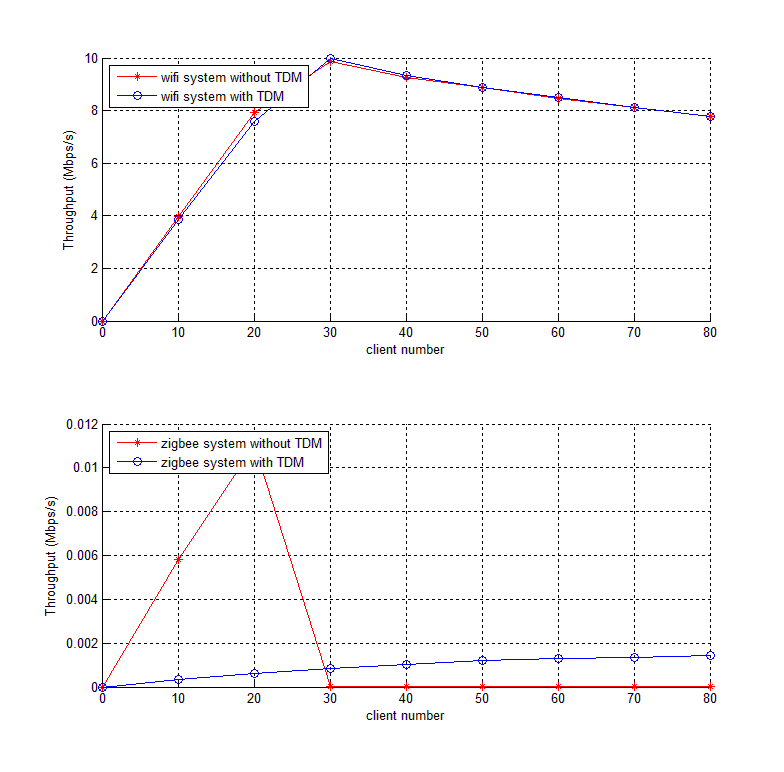 10
wifi system without TDM
wifi system with TDM
8
6
Throughput (Mbps/s)
4
2
0
0 10 20 30 40 50 60 70 80
client number
0.012
zigbee system without TDM
zigbee system with TDM
0.01
0.008
0.006
Throughput (Mbps/s)
0.004
0.002
0
0 10 20 30 40 50 60 70 80
client number